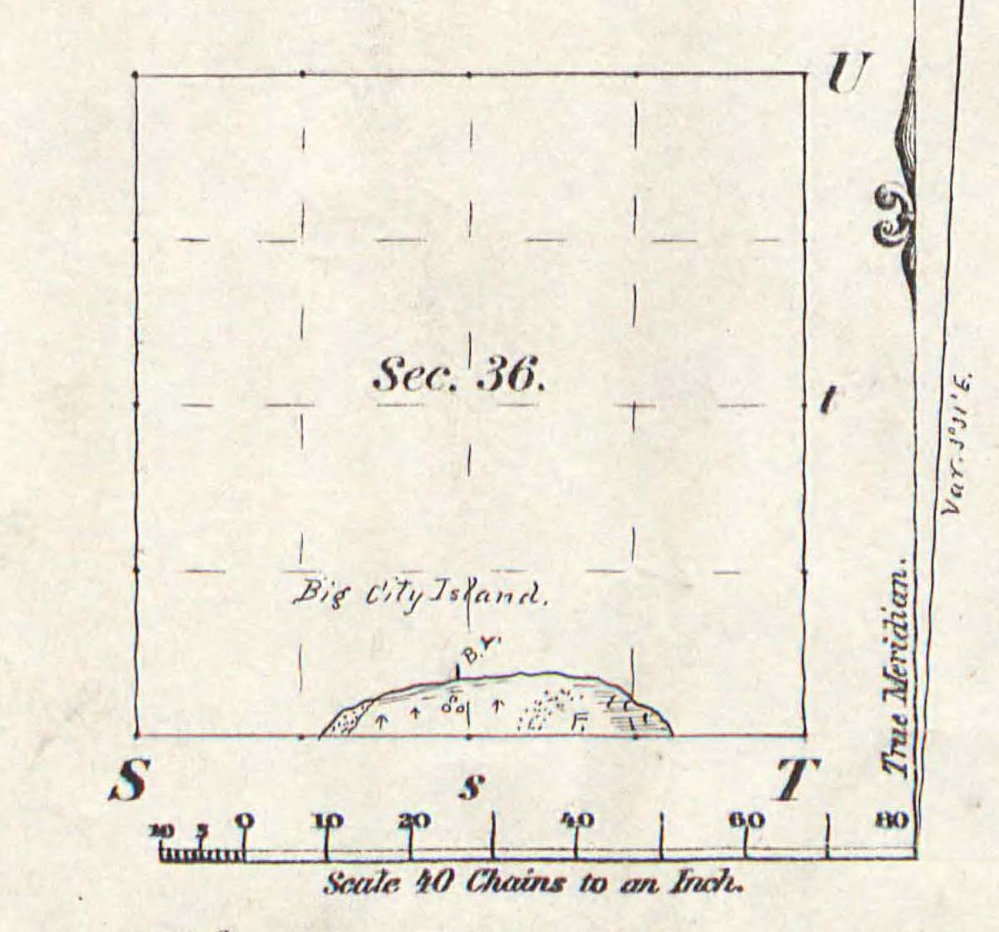 U
Sec. 36.
t
Var. 5°31'E.
Big City Island.
B.Y.
True Meridian.
S s T
10 5 0 10 20 40 60 80
Scale 40 Chains to an Inch.